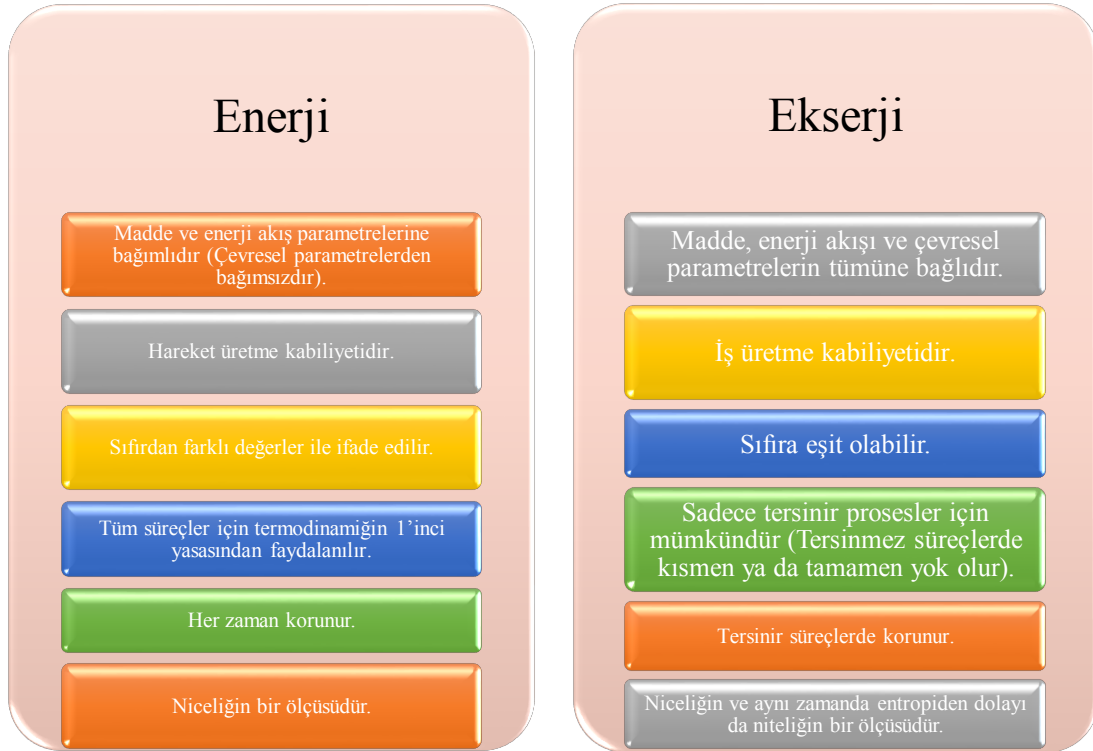 Enerji
Madde ve enerji akış parametrelerine
bağımlıdır (Çevresel parametrelerden
bağımsızdır).
Hareket üretme kabiliyetidir.
Sıfırdan farklı değerler ile ifade edilir.
Tüm süreçler için termodinamiğin 1’inci
yasasından faydalanılır.
Her zaman korunur.
Niceliğin bir ölçüsüdür.
Ekserji
Madde, enerji akışı ve çevresel
parametrelerin tümüne bağlıdır.
İş üretme kabiliyetidir.
Sıfıra eşit olabilir.
Sadece tersinir prosesler için
mümkündür (Tersinmez süreçlerde
kısmen ya da tamamen yok olur).
Tersinir süreçlerde korunur.
Niceliğin ve aynı zamanda entropiden dolayı
da niteliğin bir ölçüsüdür.